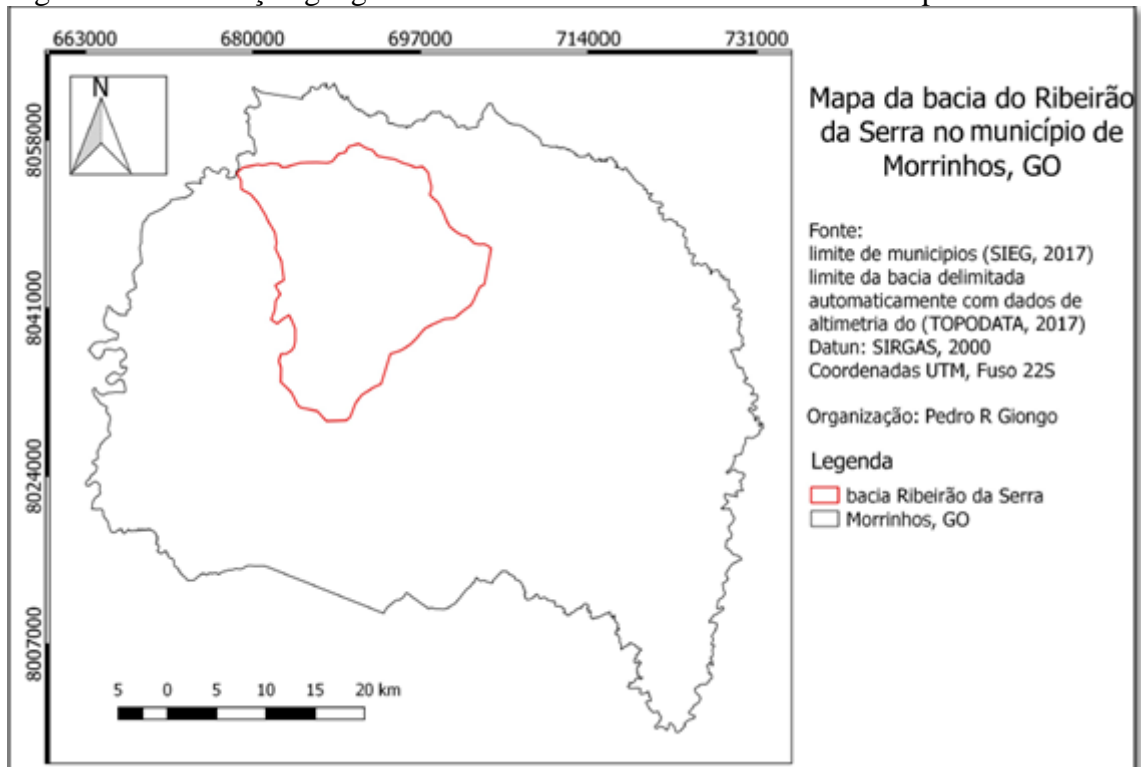 663000 680000 697000 714000 731000
N
8058000
8041000
8024000
8007000
5 0 5 10 15 20 km
Mapa da bacia do Ribeirão
da Serra no município de
Morrinhos, GO
Fonte:
limite de municipios (SIEG, 2017)
limite da bacia delimitada
automaticamente com dados de
altimetria do (TOPODATA, 2017)
Datun: SIRGAS, 2000
Coordenadas UTM, Fuso 22S
Organização: Pedro R Giongo
Legenda
bacia Ribeirão da Serra
Morrinhos, GO